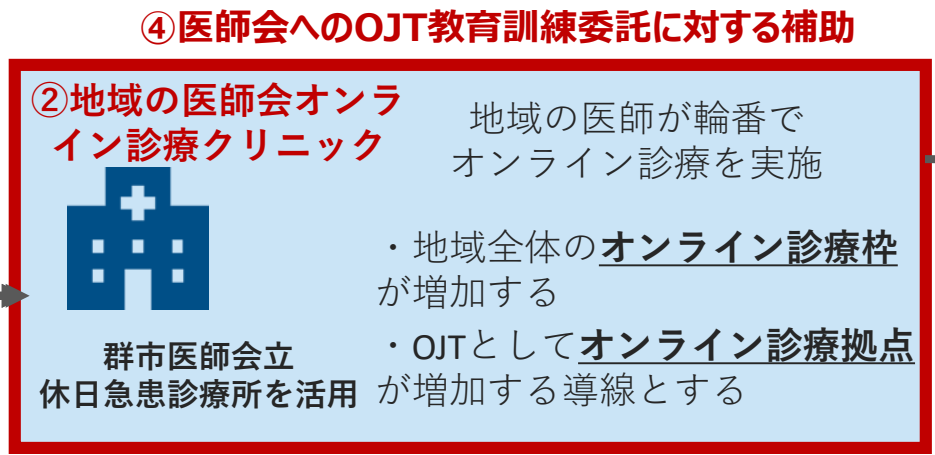 ④医師会へのOJT教育訓練委託に対する補助
②地域の医師会オンラ
イン診療クリニック
地域の医師が輪番で
オンライン診療を実施
・地域全体のオンライン診療枠
が増加する
・OJTとしてオンライン診療拠点
が増加する導線とする
群市医師会立
休日急患診療所を活用